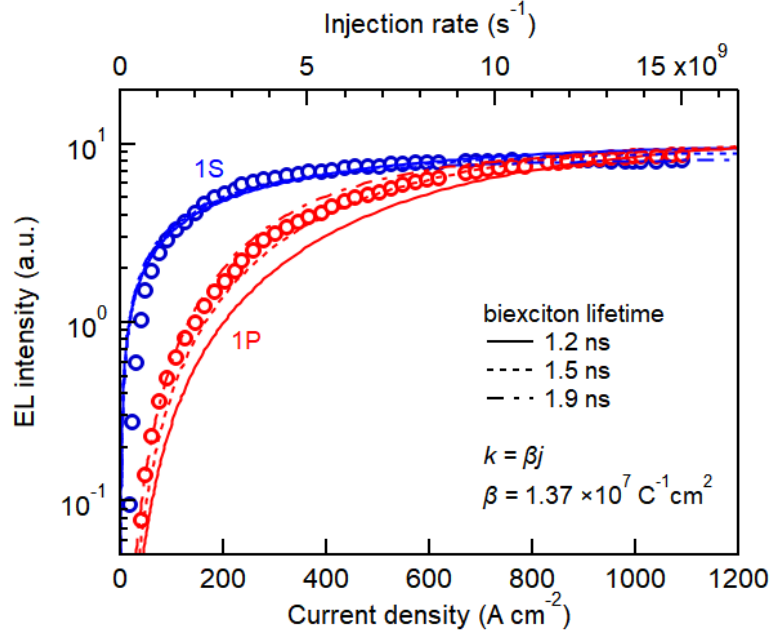 Injection rate (s⁻¹)
0 5 10 15 ×10⁹
10¹
10⁰
10⁻¹
EL intensity (a.u.)
1S
1P
biexciton lifetime
1.2 ns
1.5 ns
1.9 ns
k = βj
β = 1.37 ×10⁷ C⁻¹cm²
0 200 400 600 800 1000 1200
Current density (A cm⁻²)